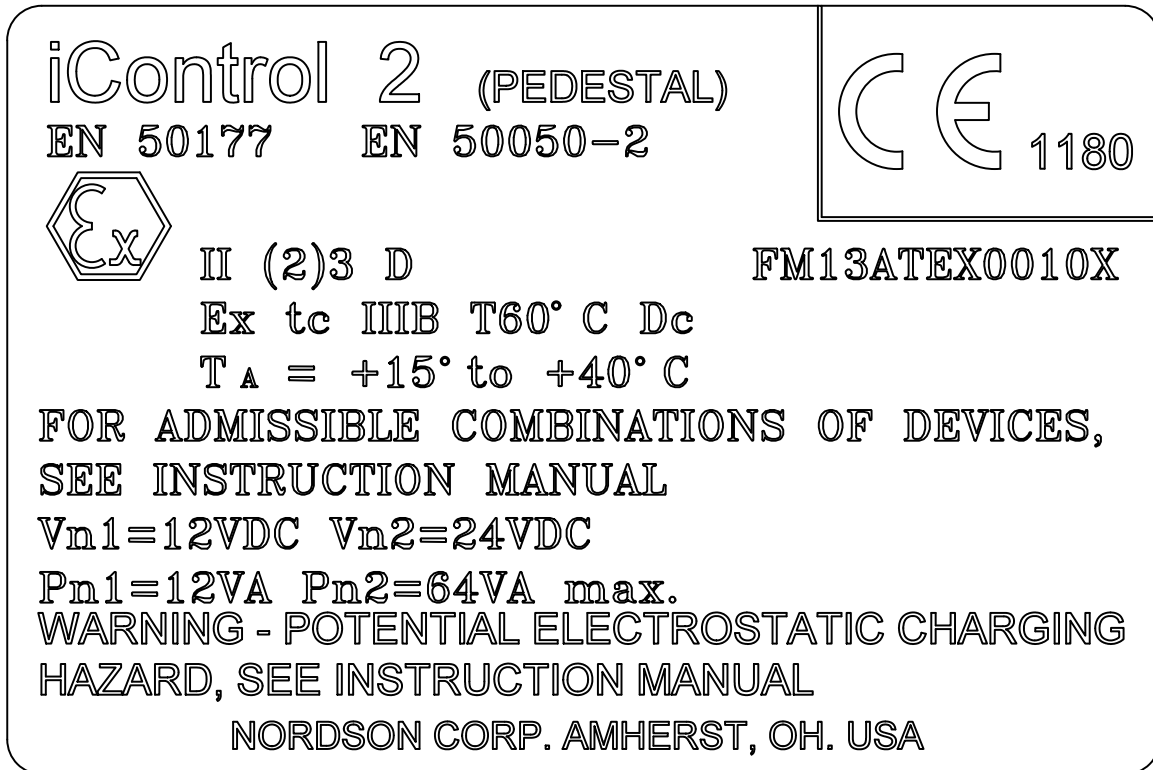 iControl 2 (PEDESTAL)
EN 50177 EN 50050-2
CE 1180
Ex
II (2)3 D FM13ATEX0010X
Ex tc IIIB T60°C Dc
TA = +15° to +40°C
FOR ADMISSIBLE COMBINATIONS OF DEVICES,
SEE INSTRUCTION MANUAL
Vn1=12VDC Vn2=24VDC
Pn1=12VA Pn2=64VA max.
WARNING - POTENTIAL ELECTROSTATIC CHARGING
HAZARD, SEE INSTRUCTION MANUAL
NORDSON CORP. AMHERST, OH. USA